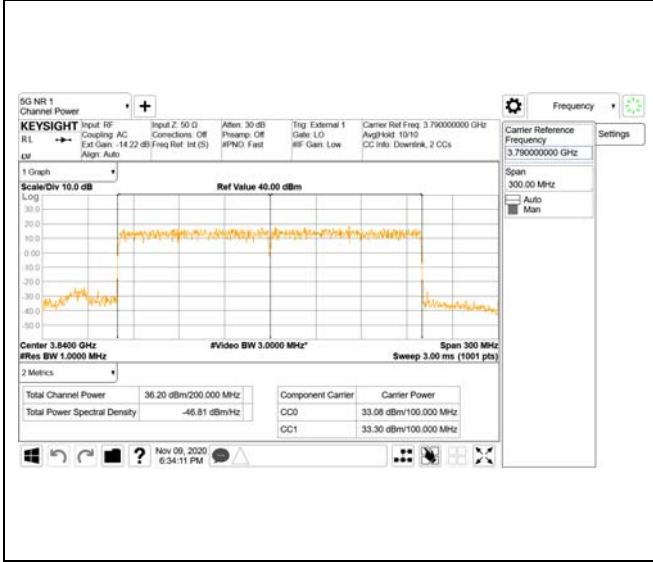 5G NR 1
Channel Power
Frequency
KEYSIGHT
RL
Input: RF
Coupling: AC
Ext Gain: -14.22 dB
Align: Auto
Input Z: 50 Ω
Corrections: Off
Freq Ref: Int (S)
Atten: 30 dB
Preamp: Off
#PNO: Fast
Trig: External 1
Gate: LO
#IF Gain: Low
Carrier Ref Freq: 3.790000000 GHz
Avg|Hold: 10/10
CC Info: Downlink, 2 CCs
Carrier Reference
Frequency
3.790000000 GHz
Settings
Span
300.00 MHz
Auto
Man
1 Graph
Scale/Div 10.0 dB
Ref Value 40.00 dBm
Log
30.0
20.0
10.0
0.00
-10.0
-20.0
-30.0
-40.0
-50.0
Center 3.8400 GHz
#Video BW 3.0000 MHz*
Span 300 MHz
#Res BW 1.0000 MHz
Sweep 3.00 ms (1001 pts)
2 Metrics
Total Channel Power 36.20 dBm/200.000 MHz
Total Power Spectral Density -46.81 dBm/Hz
Component Carrier Carrier Power
CC0 33.08 dBm/100.000 MHz
CC1 33.30 dBm/100.000 MHz
?
Nov 09, 2020
6:34:11 PM